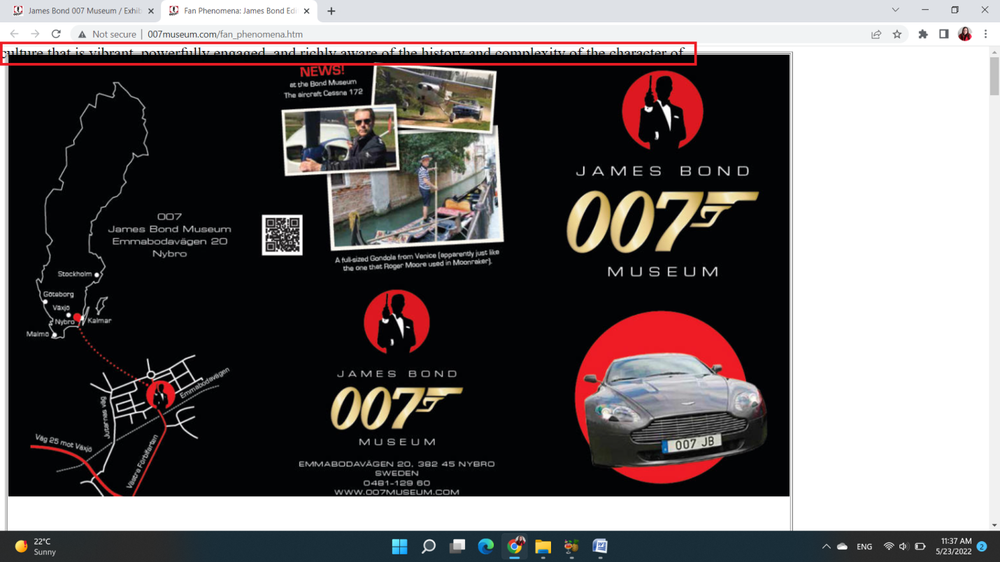 James Bond 007 Museum / Exhib
Fan Phenomena: James Bond Edi
Not secure | 007museum.com/fan_phenomena.htm
culture that is vibrant, powerfully engaged, and richly aware of the history and complexity of the character of
NEWS!
at the Bond Museum
The aircraft Cessna 172
A full-sized Gondola from Venice (apparently just like
the one that Roger Moore used in Moonraker).
007
James Bond Museum
Emmabodavägen 20
Nybro
Stockholm
Göteborg
Växjö
Nybro
Kalmar
Malmö
Emmabodavägen
Jutarnas väg
Väg 25 mot Växjö
Västra Förbifarten
JAMES BOND
007
MUSEUM
EMMABODAVÄGEN 20, 382 45 NYBRO
SWEDEN
0481-129 60
WWW.007MUSEUM.COM
JAMES BOND
007
MUSEUM
007 JB
22°C
Sunny
ENG
11:37 AM
5/23/2022
2